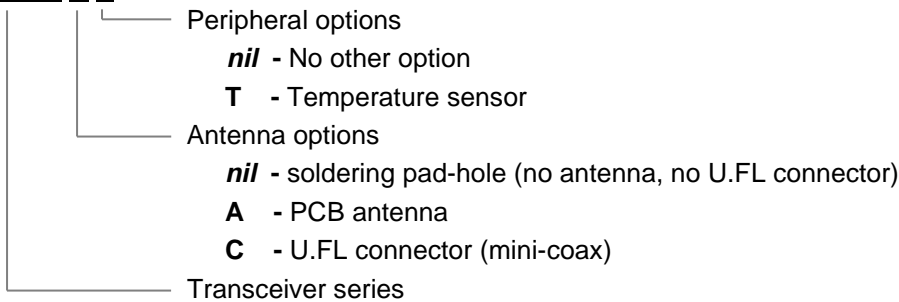 Peripheral options
nil - No other option
T - Temperature sensor
Antenna options
nil - soldering pad-hole (no antenna, no U.FL connector)
A - PCB antenna
C - U.FL connector (mini-coax)
Transceiver series